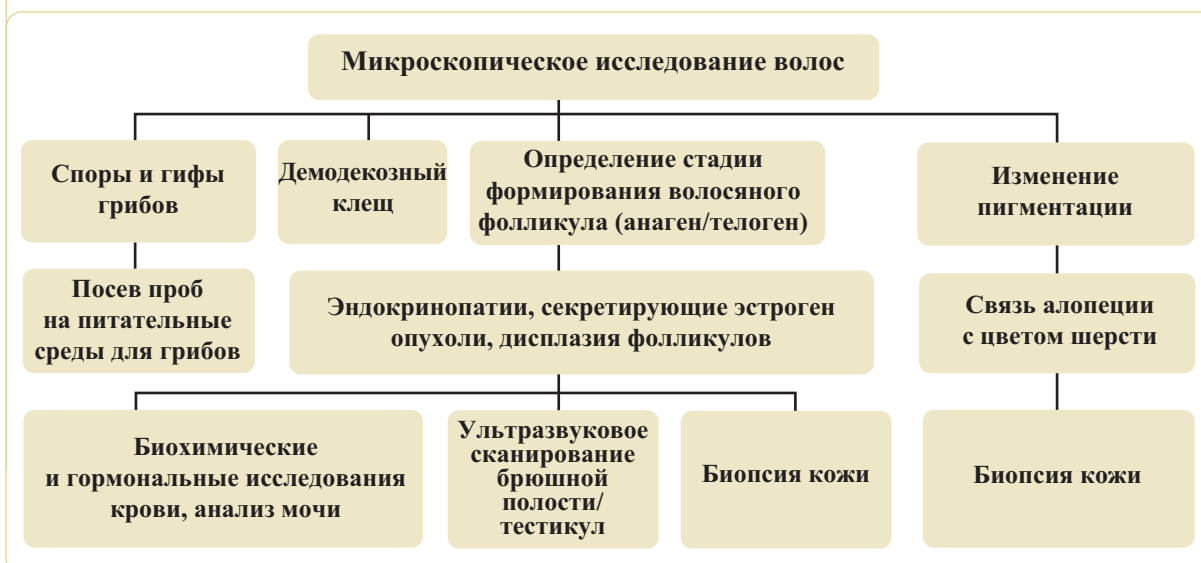 Микроскопическое исследование волос
Споры и гифы
грибов
Демодекозный
клещ
Определение стадии
формирования волосяного
фолликула (анаген/телоген)
Изменение
пигментации
Посев проб
на питательные
среды для грибов
Эндокринопатии, секретирующие эстроген
опухоли, дисплазия фолликулов
Связь алопеции
с цветом шерсти
Биохимические
и гормональные исследования
крови, анализ мочи
Ультразвуковое
сканирование
брюшной
полости/
тестикул
Биопсия кожи
Биопсия кожи